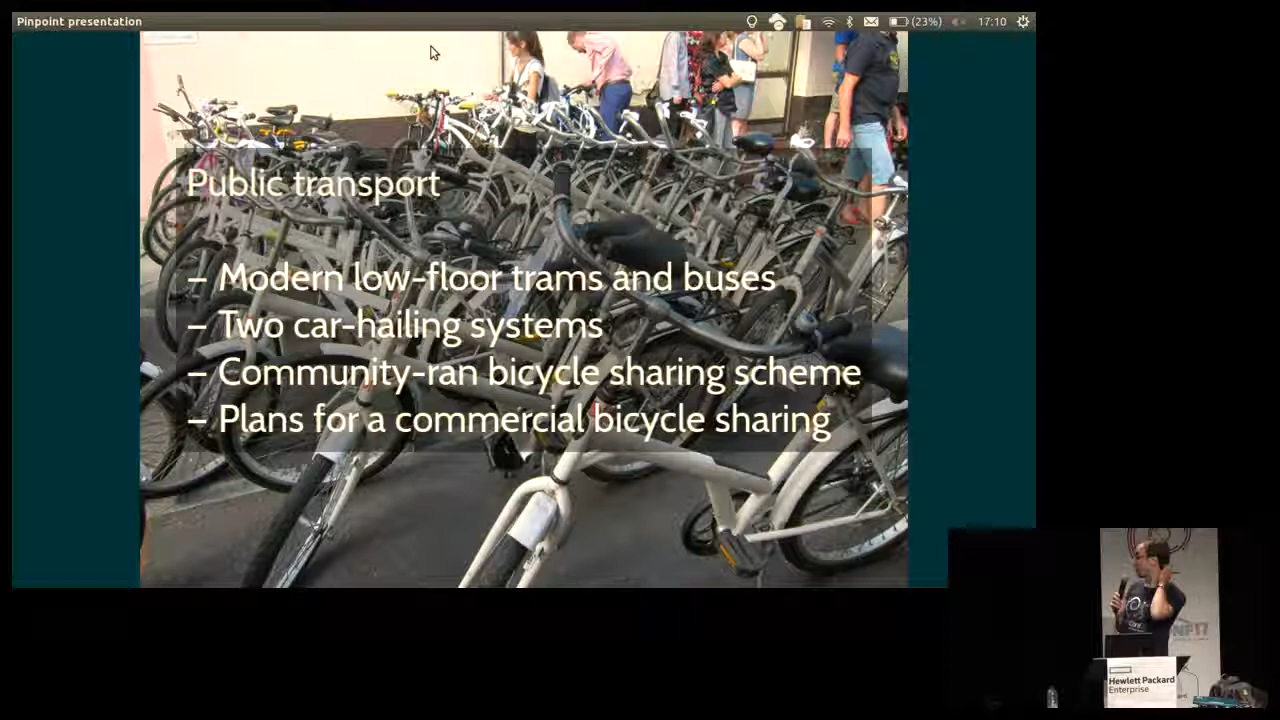 Pinpoint presentation
(23%)
17:10
Public transport
– Modern low-floor trams and buses
– Two car-hailing systems
– Community-ran bicycle sharing scheme
– Plans for a commercial bicycle sharing
Hewlett Packard
Enterprise